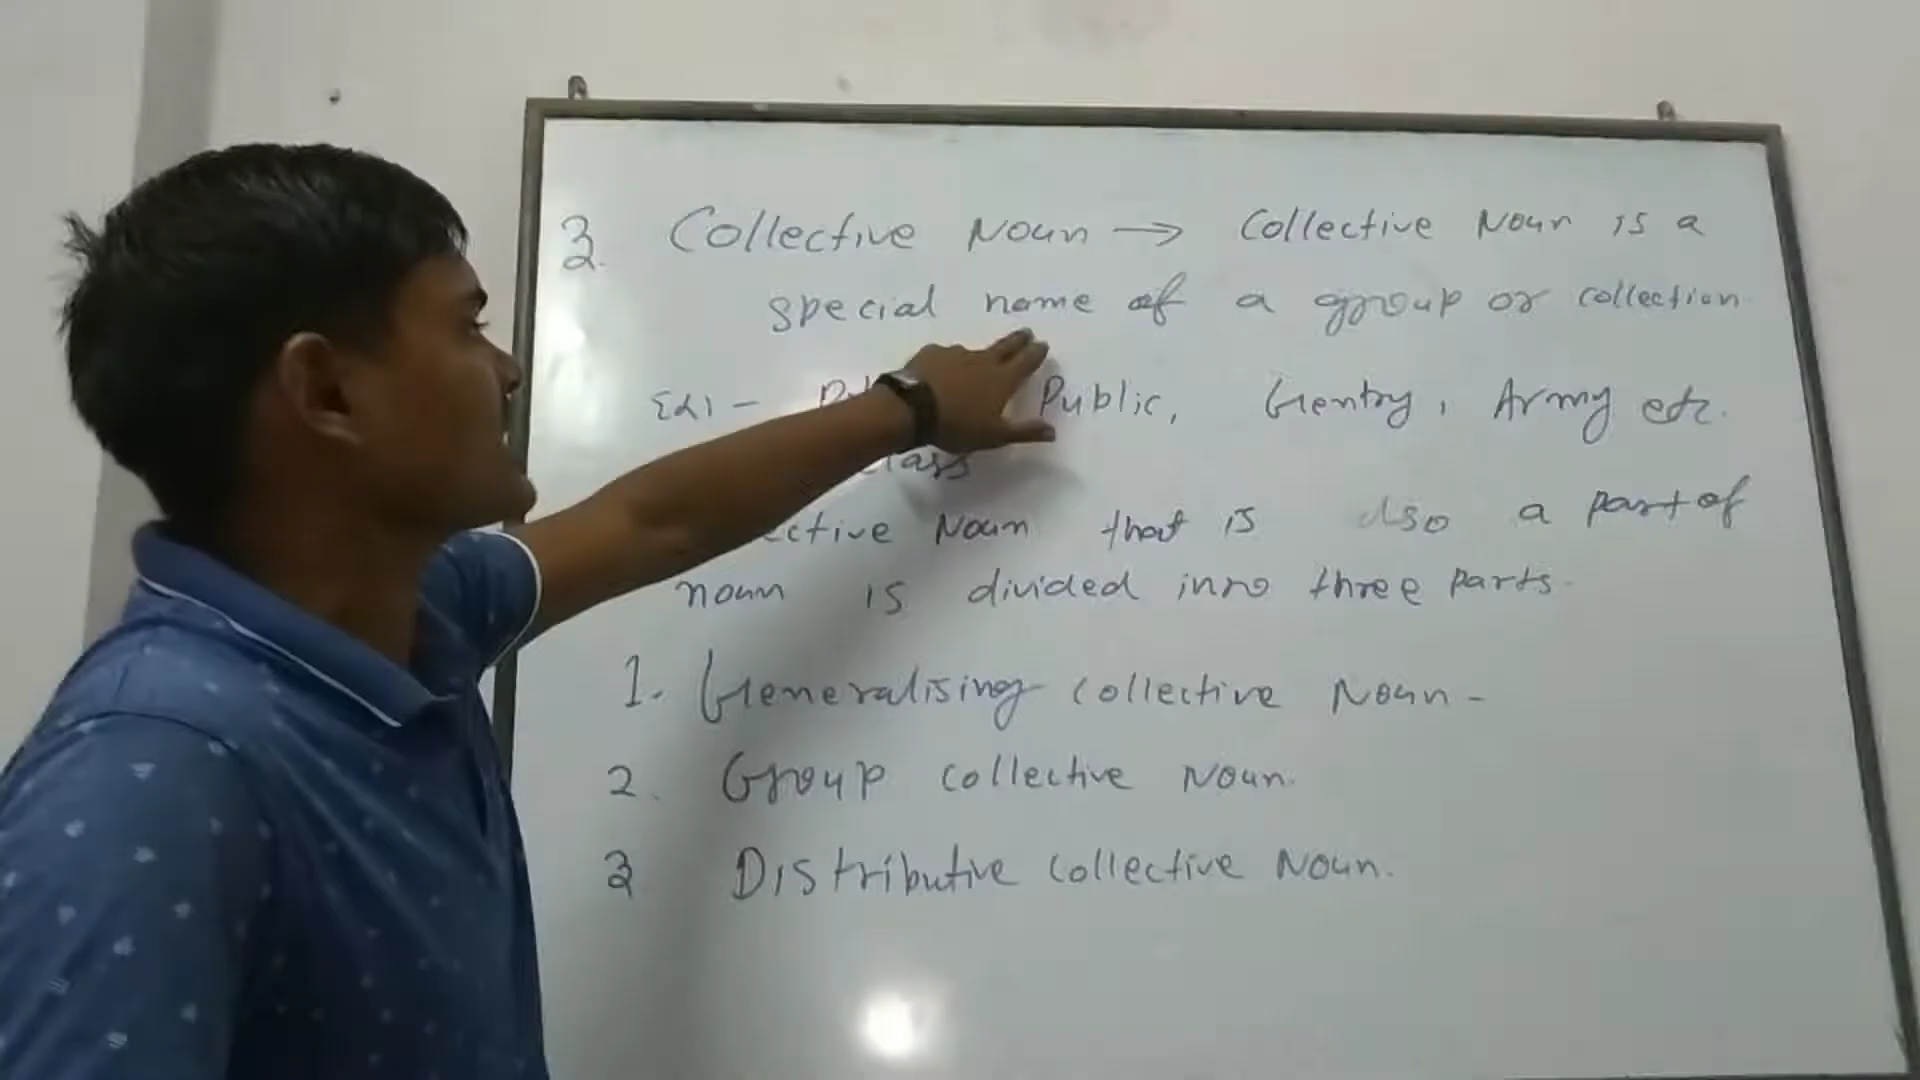 3. Collective Noun → Collective Noun is a
special name of a group or collection
Ex) - Public, Gentry, Army etc.
class
Noun that is also a part of
noun is divided into three parts.
1. Generalising collective Noun -
2. Group collective Noun.
3 Distributive collective Noun.